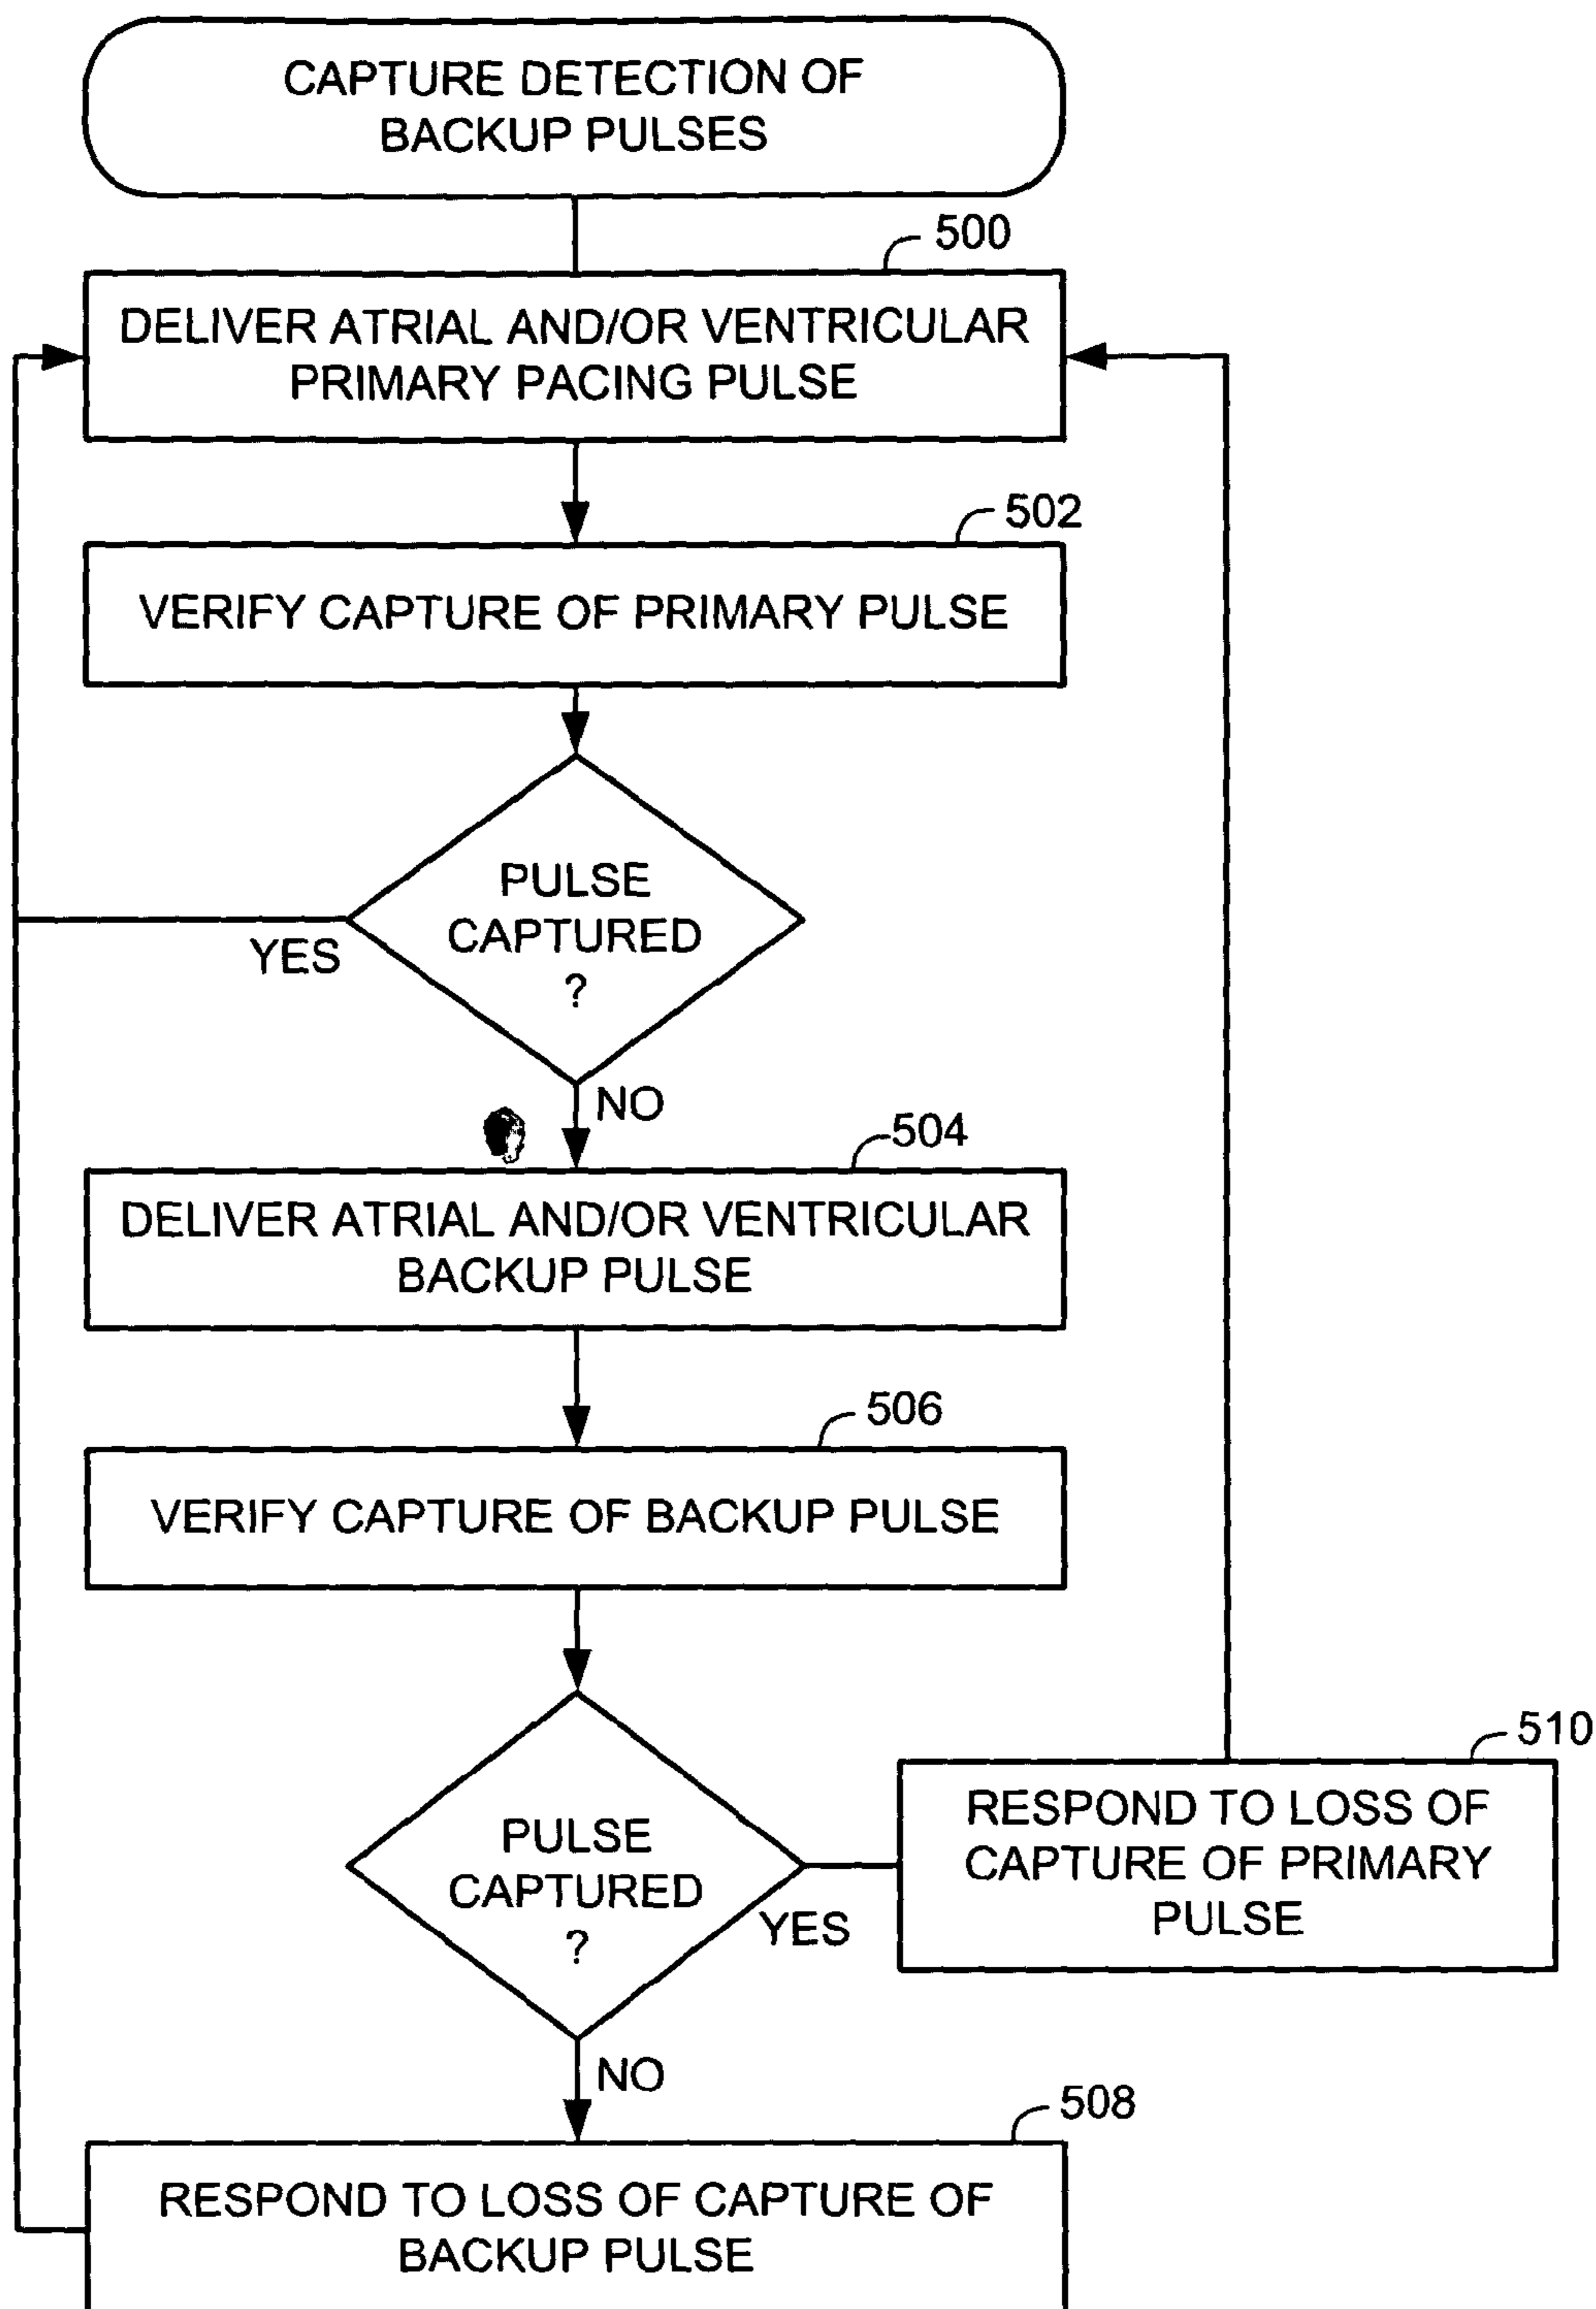 CAPTURE DETECTION OF
BACKUP PULSES
500
DELIVER ATRIAL AND/OR VENTRICULAR
PRIMARY PACING PULSE
502
VERIFY CAPTURE OF PRIMARY PULSE
PULSE
CAPTURED
?
YES
NO
504
DELIVER ATRIAL AND/OR VENTRICULAR
BACKUP PULSE
506
VERIFY CAPTURE OF BACKUP PULSE
510
PULSE
CAPTURED
?
YES
RESPOND TO LOSS OF
CAPTURE OF PRIMARY
PULSE
NO
508
RESPOND TO LOSS OF CAPTURE OF
BACKUP PULSE